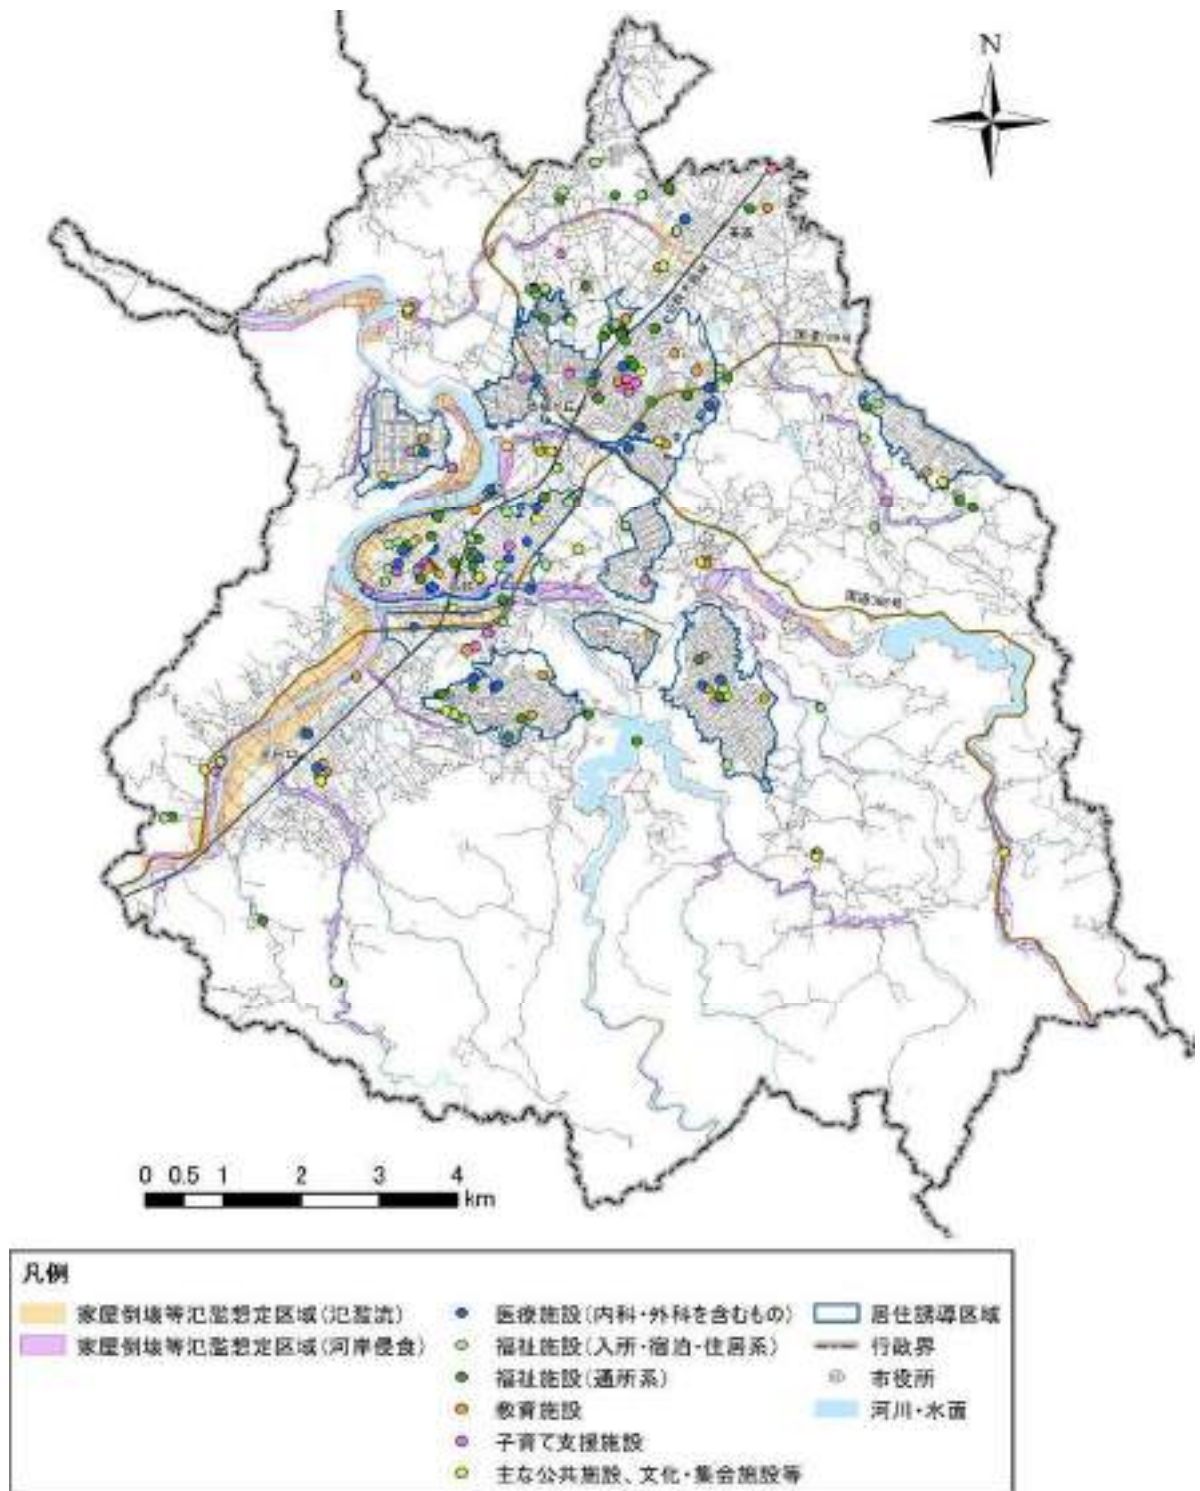 N
0 0.5 1 2 3 4
km
凡例
家屋倒壊等氾濫想定区域(氾濫流)
家屋倒壊等氾濫想定区域(河岸侵食)
医療施設(内科・外科を含むもの)
福祉施設(入所・宿泊・住居系)
福祉施設(通所系)
教育施設
子育て支援施設
主な公共施設、文化・集会施設等
居住誘導区域
行政界
市役所
河川・水面